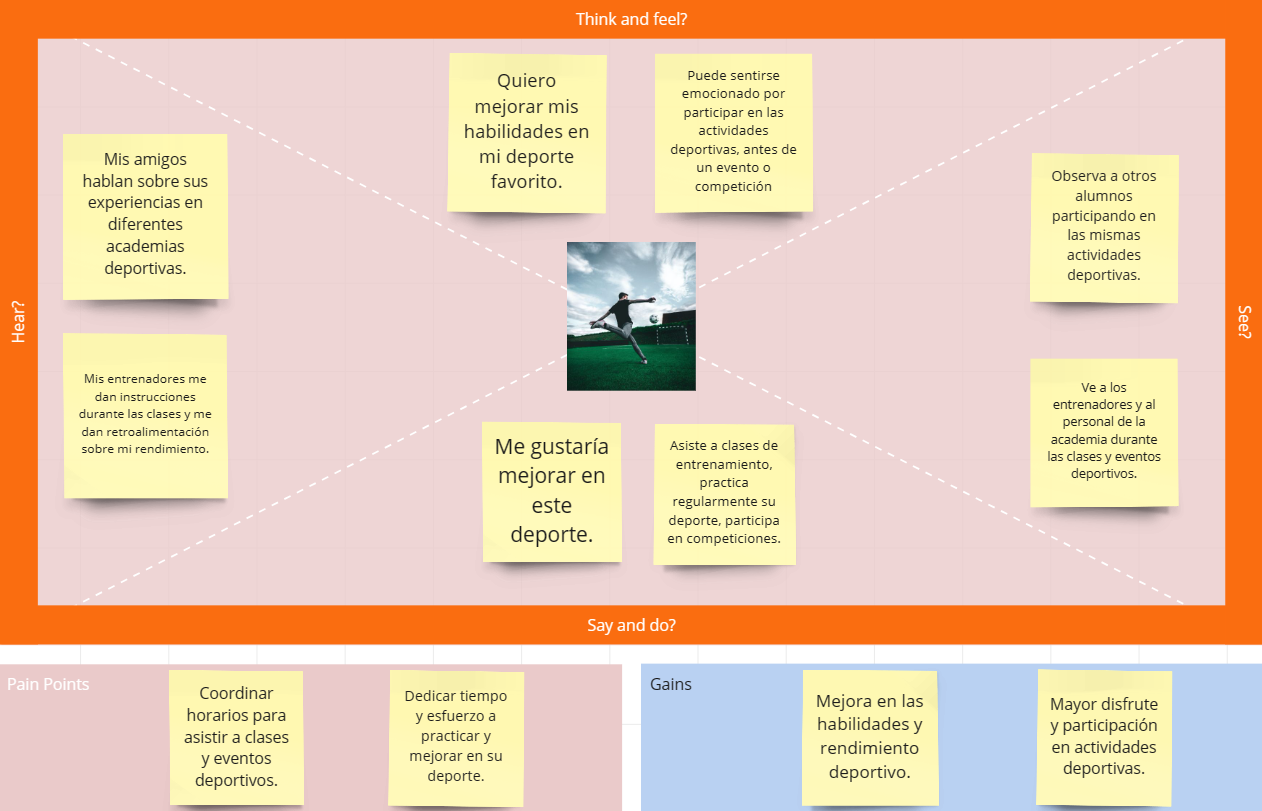 Think and feel?
Quiero
mejorar mis
habilidades en
mi deporte
favorito.
Puede sentirse
emocionado por
participar en las
actividades
deportivas, antes de
un evento o
competición
Hear?
Mis amigos
hablan sobre sus
experiencias en
diferentes
academias
deportivas.
Mis entrenadores me
dan instrucciones
durante las clases y me
dan retroalimentación
sobre mi rendimiento.
See?
Observa a otros
alumnos
participando en
las mismas
actividades
deportivas.
Ve a los
entrenadores y al
personal de la
academia durante
las clases y eventos
deportivos.
Me gustaría
mejorar en
este
deporte.
Asiste a clases de
entrenamiento,
practica
regularmente su
deporte, participa
en competiciones.
Say and do?
Pain Points
Coordinar
horarios para
asistir a clases
y eventos
deportivos.
Dedicar tiempo
y esfuerzo a
practicar y
mejorar en su
deporte.
Gains
Mejora en las
habilidades y
rendimiento
deportivo.
Mayor disfrute
y participación
en actividades
deportivas.